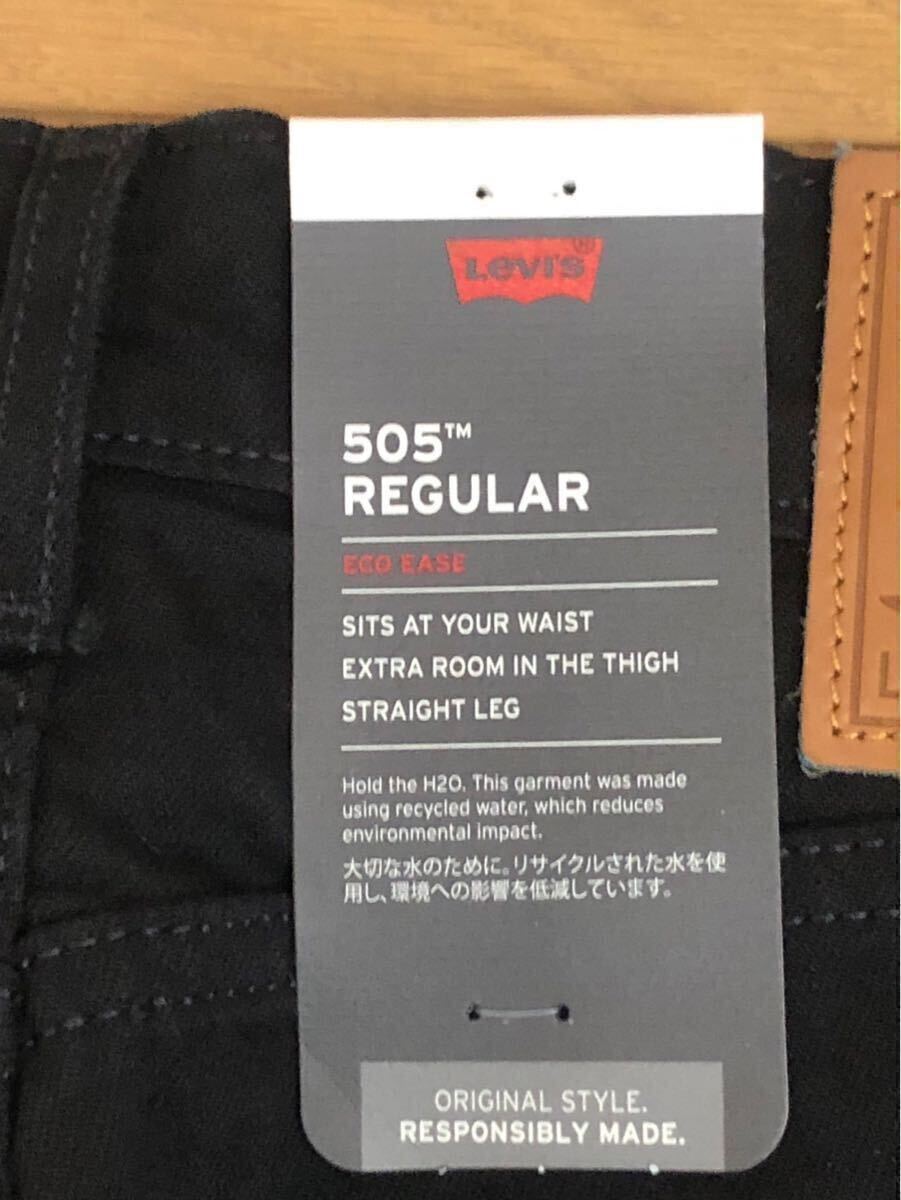 Levi's®
505™
REGULAR
ECO EASE
SITS AT YOUR WAIST
EXTRA ROOM IN THE THIGH
STRAIGHT LEG
Hold the H2O. This garment was made
using recycled water, which reduces
environmental impact.
大切な水のために。リサイクルされた水を使
用し、環境への影響を低減しています。
ORIGINAL STYLE.
RESPONSIBLY MADE.